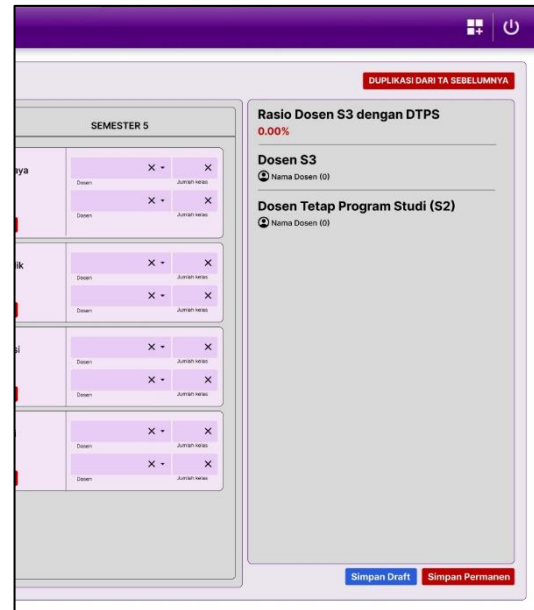 DUPLIKASI DARI TA SEBELUMNYA
SEMESTER 5
aya
Dosen Jumlah kelas
Dosen Jumlah kelas
lik
Dosen Jumlah kelas
Dosen Jumlah kelas
si
Dosen Jumlah kelas
Dosen Jumlah kelas
Dosen Jumlah kelas
Dosen Jumlah kelas
Rasio Dosen S3 dengan DTPS
0.00%
Dosen S3
Nama Dosen (0)
Dosen Tetap Program Studi (S2)
Nama Dosen (0)
Simpan Draft Simpan Permanen